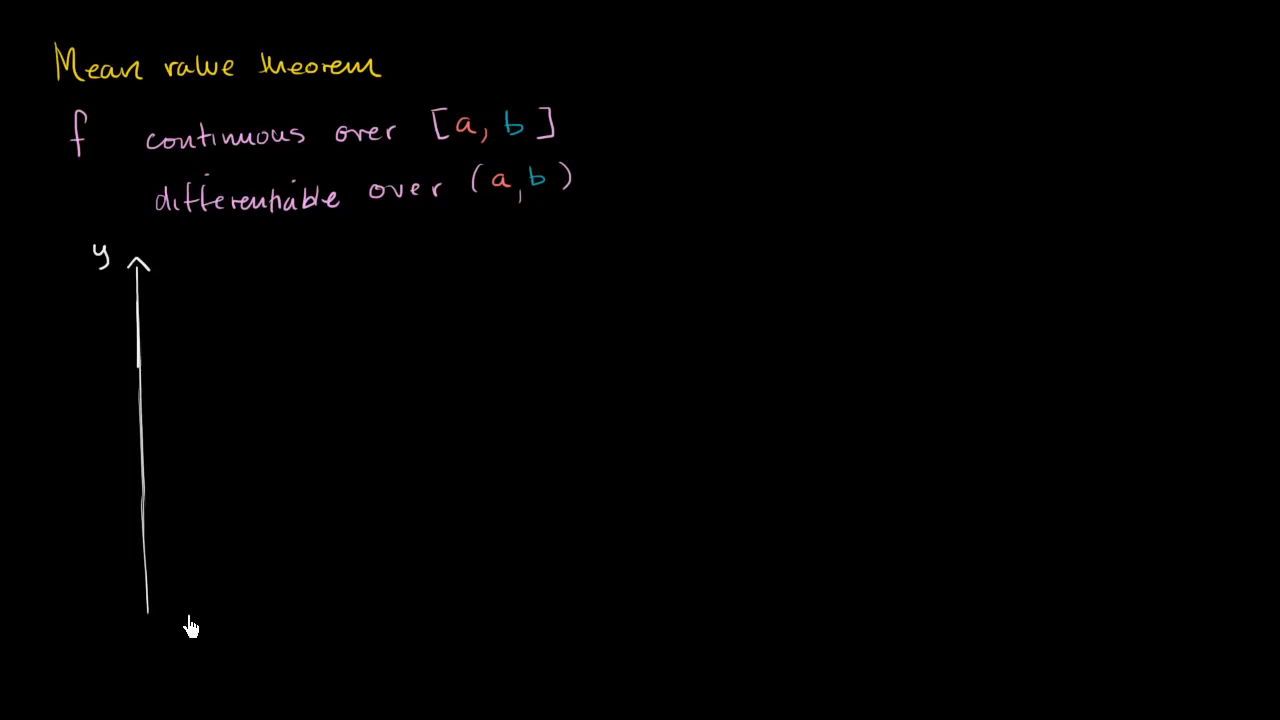 Mean value theorem
f continuous over [a, b]
differentiable over (a,b)
y